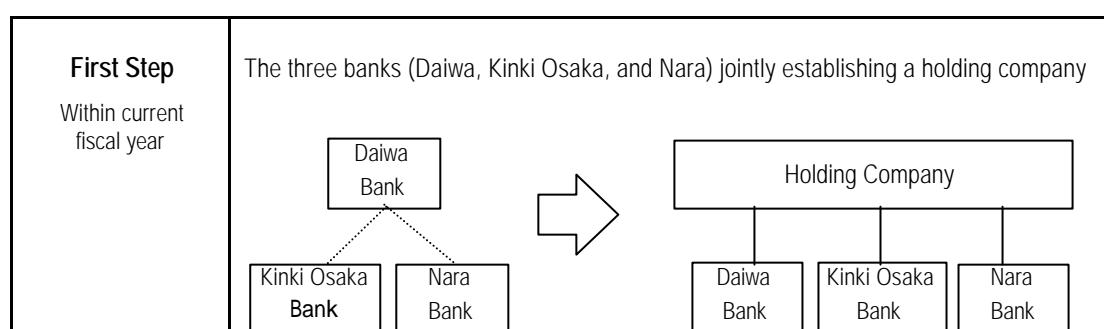 First Step
Within current
fiscal year
The three banks (Daiwa, Kinki Osaka, and Nara) jointly establishing a holding company
Daiwa
Bank
Kinki Osaka
Bank
Nara
Bank
Holding Company
Daiwa
Bank
Kinki Osaka
Bank
Nara
Bank